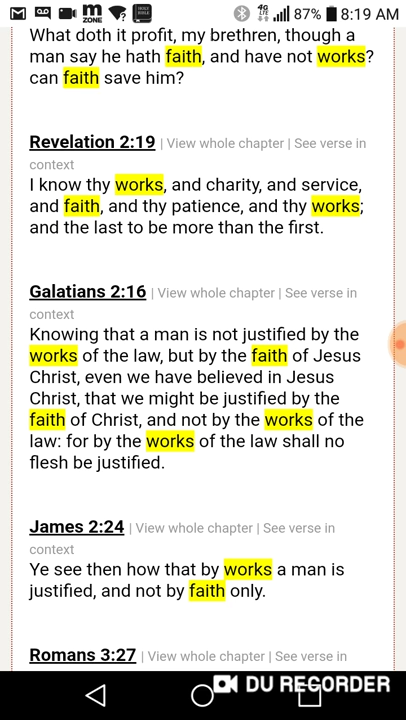 m
ZONE
?
HOLY BIBLE
4G
LTE
87%
8:19 AM
What doth it profit, my brethren, though a
man say he hath faith, and have not works?
can faith save him?
Revelation 2:19 | View whole chapter | See verse in
context
I know thy works, and charity, and service,
and faith, and thy patience, and thy works;
and the last to be more than the first.
Galatians 2:16 | View whole chapter | See verse in
context
Knowing that a man is not justified by the
works of the law, but by the faith of Jesus
Christ, even we have believed in Jesus
Christ, that we might be justified by the
faith of Christ, and not by the works of the
law: for by the works of the law shall no
flesh be justified.
James 2:24 | View whole chapter | See verse in
context
Ye see then how that by works a man is
justified, and not by faith only.
Romans 3:27 | View whole chapter | See verse in
DU RECORDER